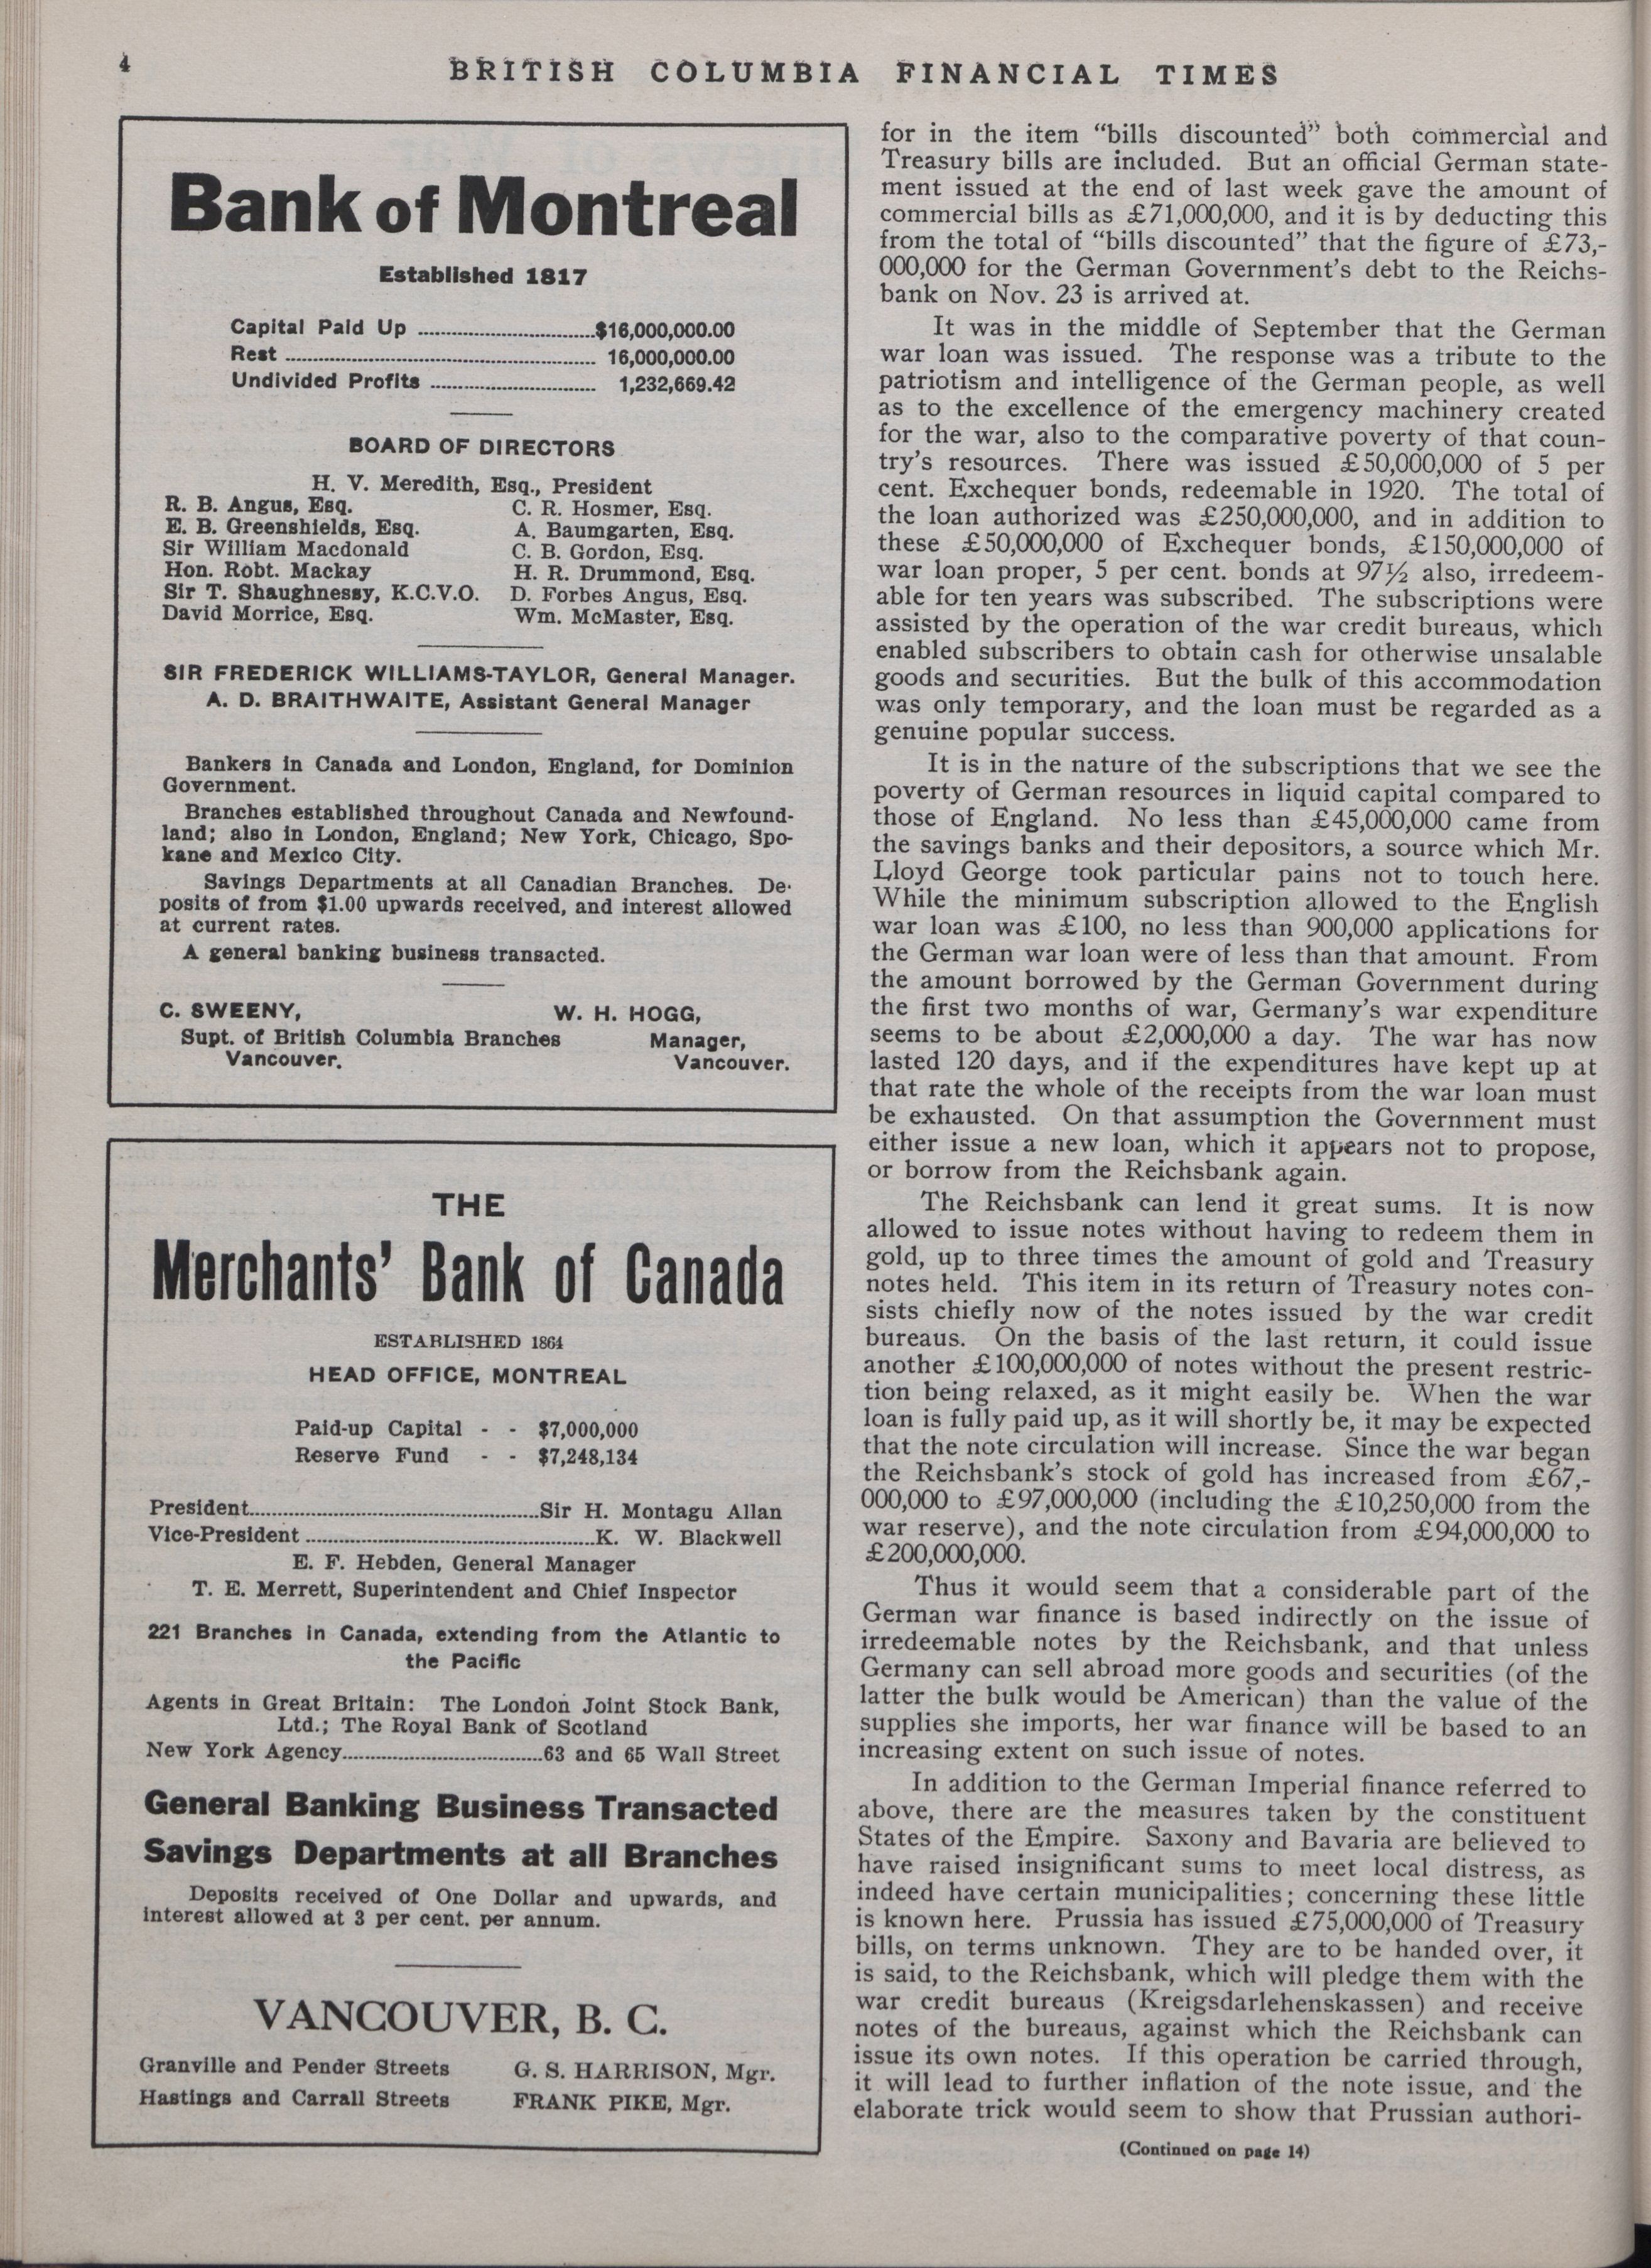 4
BRITISH COLUMBIA FINANCIAL TIMES
Bank of Montreal
Established 1817
Capital Paid Up ..............................$16,000,000.00
Rest .................................................... 16,000,000.00
Undivided Profits ............................ 1,232,669.42
BOARD OF DIRECTORS
H. V. Meredith, Esq., President
R. B. Angus, Esq. C. R. Hosmer, Esq.
E. B. Greenshields, Esq. A. Baumgarten, Esq.
Sir William Macdonald C. B. Gordon, Esq.
Hon. Robt. Mackay H. R. Drummond, Esq.
Sir T. Shaughnessy, K.C.V.O. D. Forbes Angus, Esq.
David Morrice, Esq. Wm. McMaster, Esq.
SIR FREDERICK WILLIAMS-TAYLOR, General Manager.
A. D. BRAITHWAITE, Assistant General Manager
Bankers in Canada and London, England, for Dominion
Government.
Branches established throughout Canada and Newfound-
land; also in London, England; New York, Chicago, Spo-
kane and Mexico City.
Savings Departments at all Canadian Branches. De-
posits of from $1.00 upwards received, and interest allowed
at current rates.
A general banking business transacted.
C. SWEENY, W. H. HOGG,
Supt. of British Columbia Branches Manager,
Vancouver. Vancouver.
THE
Merchants' Bank of Canada
ESTABLISHED 1864
HEAD OFFICE, MONTREAL
Paid-up Capital - - $7,000,000
Reserve Fund - - $7,248,134
President................................................Sir H. Montagu Allan
Vice-President ................................................K. W. Blackwell
E. F. Hebden, General Manager
T. E. Merrett, Superintendent and Chief Inspector
221 Branches in Canada, extending from the Atlantic to
the Pacific
Agents in Great Britain: The London Joint Stock Bank,
Ltd.; The Royal Bank of Scotland
New York Agency.................................63 and 65 Wall Street
General Banking Business Transacted
Savings Departments at all Branches
Deposits received of One Dollar and upwards, and
interest allowed at 3 per cent. per annum.
VANCOUVER, B. C.
Granville and Pender Streets G. S. HARRISON, Mgr.
Hastings and Carrall Streets FRANK PIKE, Mgr.
for in the item "bills discounted" both commercial and
Treasury bills are included. But an official German state-
ment issued at the end of last week gave the amount of
commercial bills as £71,000,000, and it is by deducting this
from the total of "bills discounted" that the figure of £73,-
000,000 for the German Government's debt to the Reichs-
bank on Nov. 23 is arrived at.
It was in the middle of September that the German
war loan was issued. The response was a tribute to the
patriotism and intelligence of the German people, as well
as to the excellence of the emergency machinery created
for the war, also to the comparative poverty of that coun-
try's resources. There was issued £50,000,000 of 5 per
cent. Exchequer bonds, redeemable in 1920. The total of
the loan authorized was £250,000,000, and in addition to
these £50,000,000 of Exchequer bonds, £150,000,000 of
war loan proper, 5 per cent. bonds at 97½ also, irredeem-
able for ten years was subscribed. The subscriptions were
assisted by the operation of the war credit bureaus, which
enabled subscribers to obtain cash for otherwise unsalable
goods and securities. But the bulk of this accommodation
was only temporary, and the loan must be regarded as a
genuine popular success.
It is in the nature of the subscriptions that we see the
poverty of German resources in liquid capital compared to
those of England. No less than £45,000,000 came from
the savings banks and their depositors, a source which Mr.
Lloyd George took particular pains not to touch here.
While the minimum subscription allowed to the English
war loan was £100, no less than 900,000 applications for
the German war loan were of less than that amount. From
the amount borrowed by the German Government during
the first two months of war, Germany's war expenditure
seems to be about £2,000,000 a day. The war has now
lasted 120 days, and if the expenditures have kept up at
that rate the whole of the receipts from the war loan must
be exhausted. On that assumption the Government must
either issue a new loan, which it appears not to propose,
or borrow from the Reichsbank again.
The Reichsbank can lend it great sums. It is now
allowed to issue notes without having to redeem them in
gold, up to three times the amount of gold and Treasury
notes held. This item in its return of Treasury notes con-
sists chiefly now of the notes issued by the war credit
bureaus. On the basis of the last return, it could issue
another £100,000,000 of notes without the present restric-
tion being relaxed, as it might easily be. When the war
loan is fully paid up, as it will shortly be, it may be expected
that the note circulation will increase. Since the war began
the Reichsbank's stock of gold has increased from £67,-
000,000 to £97,000,000 (including the £10,250,000 from the
war reserve), and the note circulation from £94,000,000 to
£200,000,000.
Thus it would seem that a considerable part of the
German war finance is based indirectly on the issue of
irredeemable notes by the Reichsbank, and that unless
Germany can sell abroad more goods and securities (of the
latter the bulk would be American) than the value of the
supplies she imports, her war finance will be based to an
increasing extent on such issue of notes.
In addition to the German Imperial finance referred to
above, there are the measures taken by the constituent
States of the Empire. Saxony and Bavaria are believed to
have raised insignificant sums to meet local distress, as
indeed have certain municipalities; concerning these little
is known here. Prussia has issued £75,000,000 of Treasury
bills, on terms unknown. They are to be handed over, it
is said, to the Reichsbank, which will pledge them with the
war credit bureaus (Kreigsdarlehenskassen) and receive
notes of the bureaus, against which the Reichsbank can
issue its own notes. If this operation be carried through,
it will lead to further inflation of the note issue, and the
elaborate trick would seem to show that Prussian authori-
(Continued on page 14)